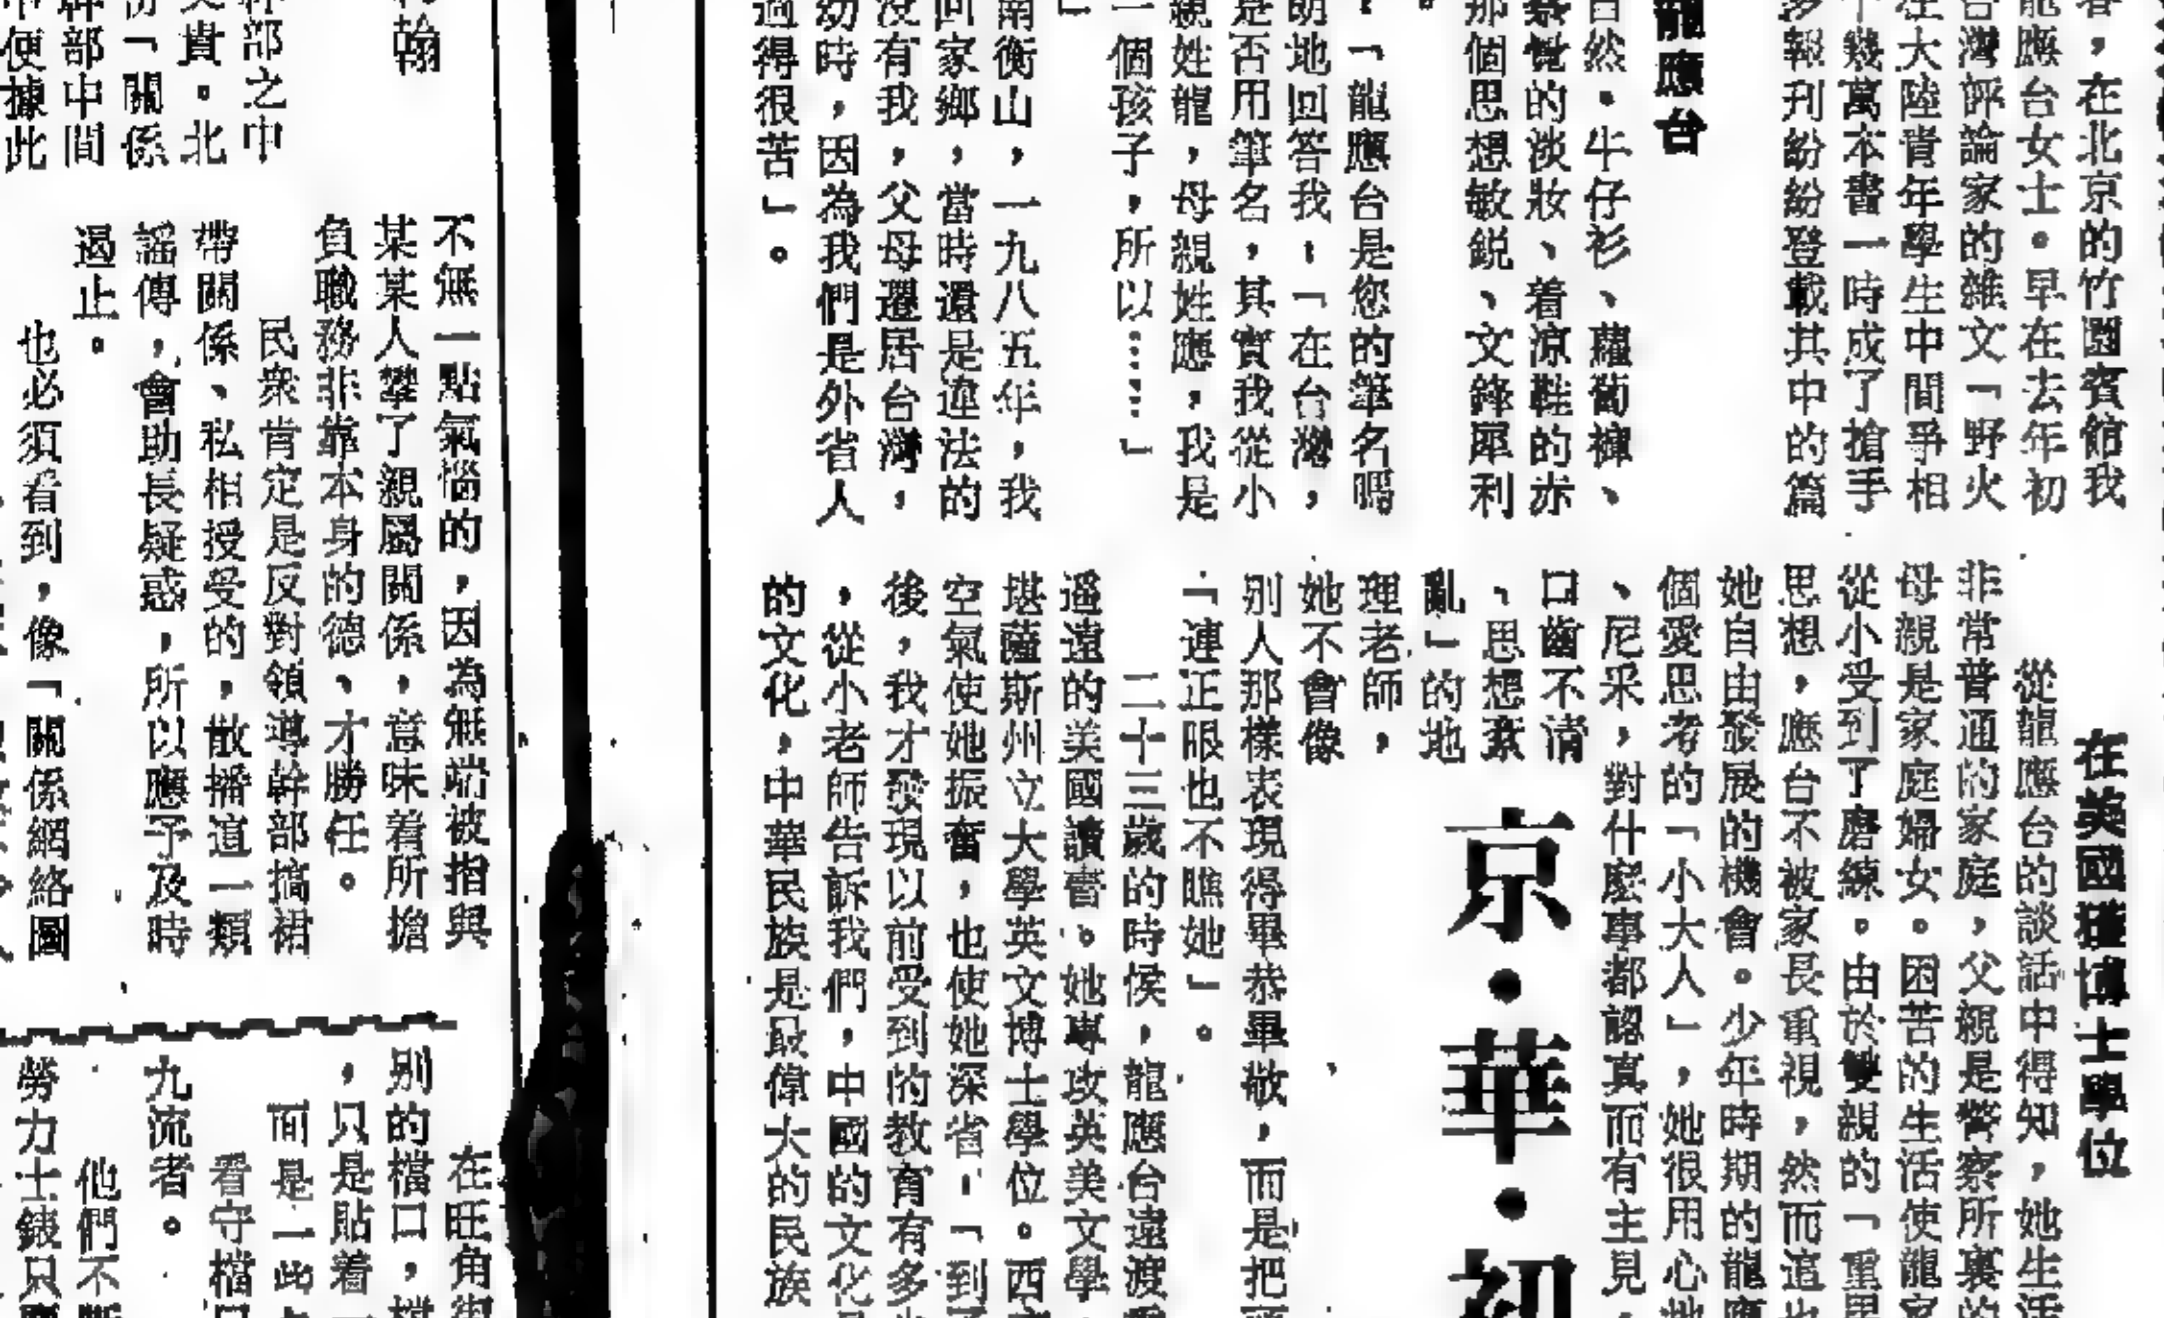 春，在北京的竹園賓館我
龍應台女士。早在去年初
台灣評論家的雜文「野火
在大陸青年學生中間爭相
十幾萬本書一時成了搶手
多報刊紛紛登載其中的篇
龍應台
自然。牛仔衫、蘿蔔褲、
察覺的淡妝、着涼鞋的赤
那個思想敏鋭、文鋒犀利
。
？「龍應台是您的筆名嗎
朗地回答我，「在台灣，
是否用筆名，其實我從小
親姓龍，母親姓應，我是
一個孩子，所以……」
」
南衡山，一九八五年，我
回家鄉，當時還是違法的
沒有我，父母還居台灣，
幼時，因為我們是外省人
過得很苦」。
在美國獲博士學位
從龍應台的談話中得知，她生活
非常普通的家庭，父親是警察所裏的
母親是家庭婦女。困苦的生活使龍家
從小受到了磨練。由於雙親的「重男
思想，應台不被家長重視，然而這也
她自由發展的機會。少年時期的龍應
個愛思考的「小大人」，她很用心地
、尼采，對什麼事都認真而有主見，
口齒不清
、思想紊
亂」的地
理老師，
她不會像
別人那樣表現得畢恭畢敬，而是把
「連正眼也不瞧她」。
二十三歲的時候，龍應台遠渡
遥遠的美國讀書。她專攻英美文學
堪薩斯州立大學英文博士學位。西
空氣使她振奮，也使她深省，「到
後，我才發現以前受到的教育有多
，從小老師告訴我們，中國的文化
的文化，中華民族是最偉大的民族
京・華・初
翰
部之中
貴。北
「關係
幹部中間
便據此
不無一點氣惱的，因為無端被指與
某某人攀了親屬關係，意味着所擔
負職務非靠本身的德、才勝任。
民衆肯定是反對領導幹部搞裙
帶關係、私相授受的，散播這一類
謠傳，會助長疑惑，所以應予及時
遏止。
也必須看到，像「關係網絡圖
在旺角街
別的檔口，檔
，只是貼着一
面是一些
看守檔口
九流者。
他們不斷
勞力士錶只